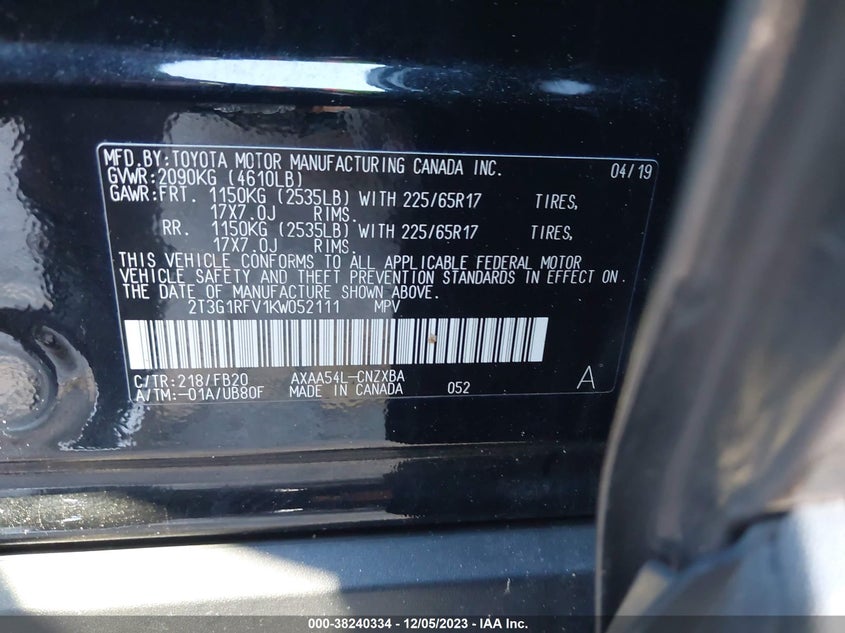 MFD.BY:TOYOTA MOTOR MANUFACTURING CANADA INC. 04/19
GVWR:2090KG (4610LB)
GAWR:FRT. 1150KG (2535LB) WITH 225/65R17 TIRES,
17X7.0J RIMS.
RR. 1150KG (2535LB) WITH 225/65R17 TIRES,
17X7.0J RIMS.
THIS VEHICLE CONFORMS TO ALL APPLICABLE FEDERAL MOTOR
VEHICLE SAFETY AND THEFT PREVENTION STANDARDS IN EFFECT ON
THE DATE OF MANUFACTURE SHOWN ABOVE.
2T3G1RFV1KW052111 MPV
C/TR:218/FB20 AXAA54L-CNZXBA A
A/TM:-01A/UB80F MADE IN CANADA 052
000-38240334 - 12/05/2023 - IAA Inc.